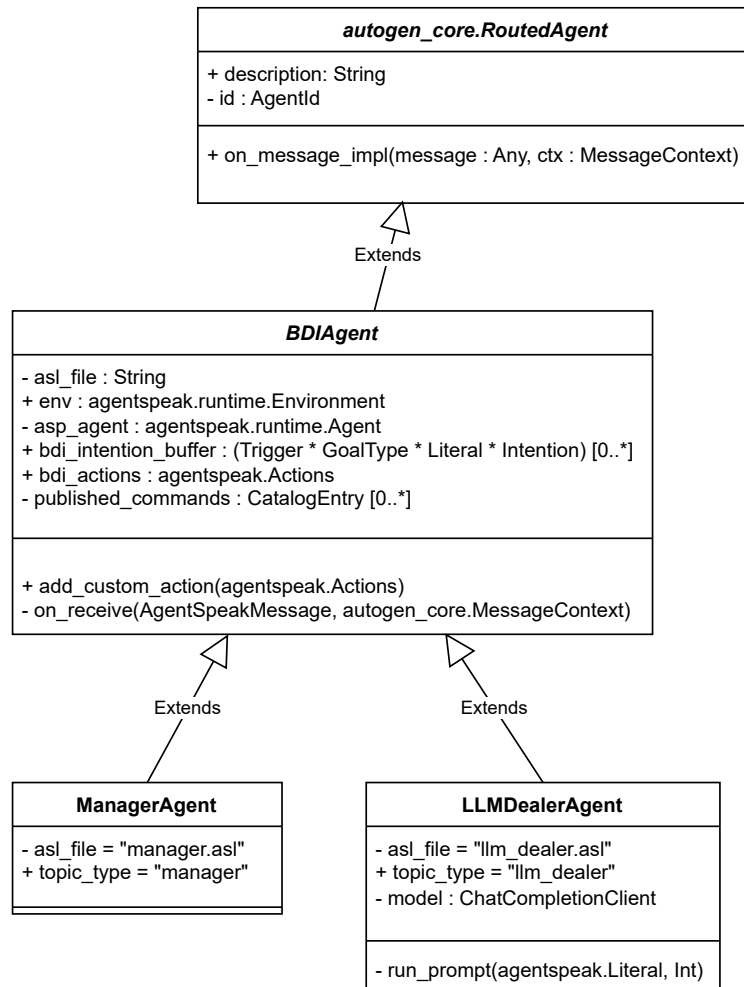 autogen_core.RoutedAgent
+ description: String
- id : AgentId
+ on_message_impl(message : Any, ctx : MessageContext)
Extends
BDIAgent
- asl_file : String
+ env : agentspeak.runtime.Environment
- asp_agent : agentspeak.runtime.Agent
+ bdi_intention_buffer : (Trigger * GoalType * Literal * Intention) [0..*]
+ bdi_actions : agentspeak.Actions
- published_commands : CatalogEntry [0..*]
+ add_custom_action(agentspeak.Actions)
- on_receive(AgentSpeakMessage, autogen_core.MessageContext)
Extends
Extends
ManagerAgent
- asl_file = "manager.asl"
+ topic_type = "manager"
LLMDealerAgent
- asl_file = "llm_dealer.asl"
+ topic_type = "llm_dealer"
- model : ChatCompletionClient
- run_prompt(agentspeak.Literal, Int)